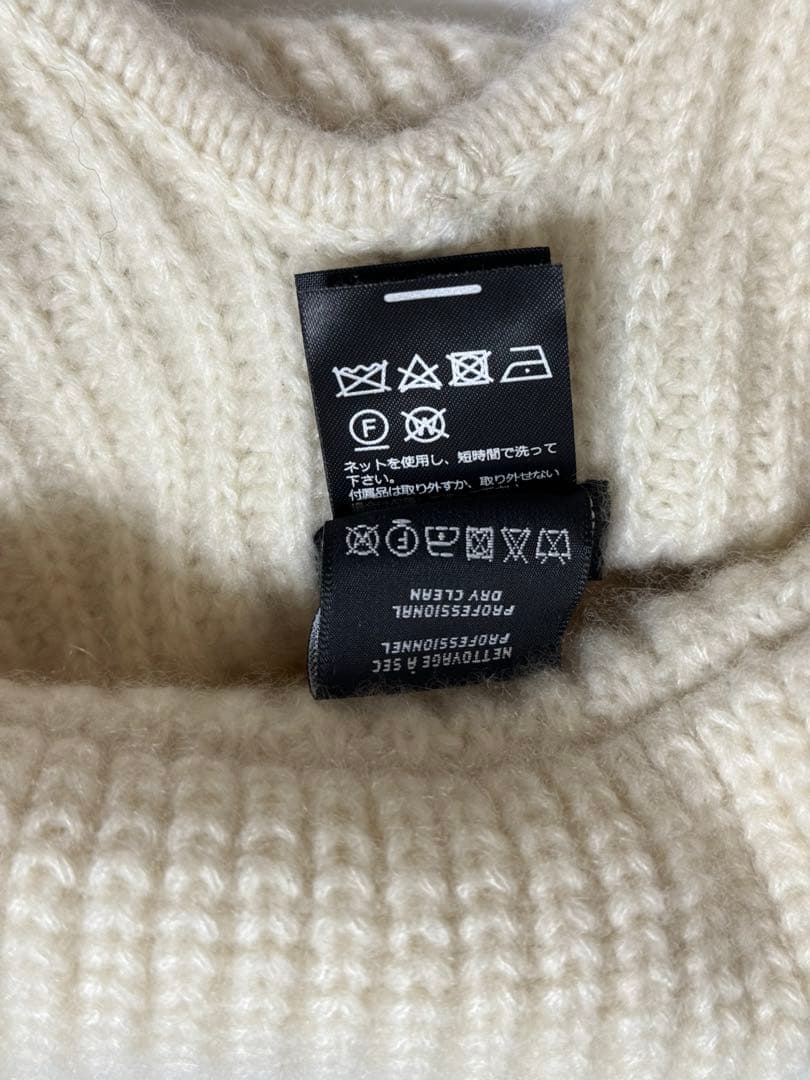 F W
ネットを使用し、短時間で洗って
下さい。
付属品は取り外すか、取り外せない
W F
PROFESSIONAL
DRY CLEAN
NETTOYAGE À SEC
PROFESSIONNEL